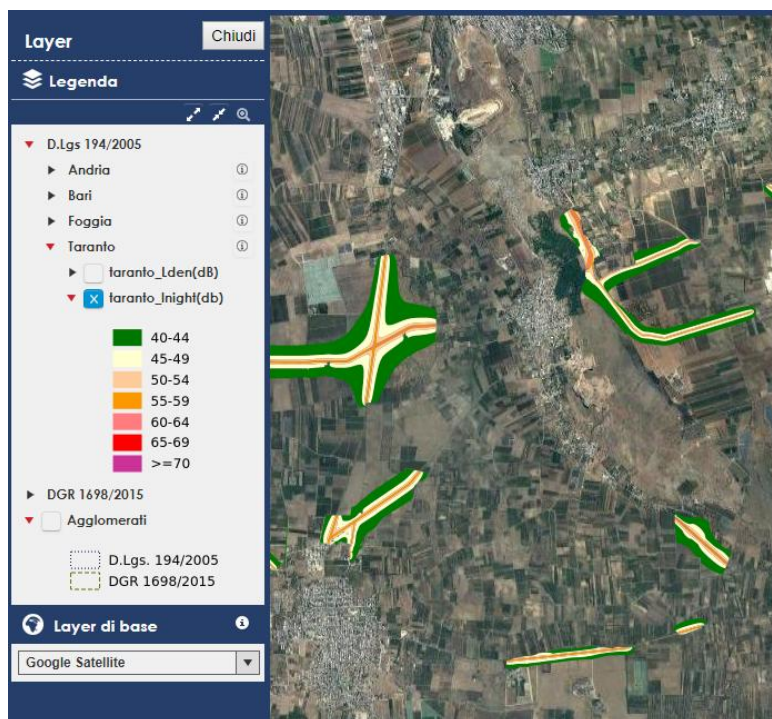 Layer
Chiudi
Legenda
D.Lgs 194/2005
Andria
Bari
Foggia
Taranto
taranto_Lden(dB)
taranto_lnight(db)
40-44
45-49
50-54
55-59
60-64
65-69
>=70
DGR 1698/2015
Agglomerati
D.Lgs. 194/2005
DGR 1698/2015
Layer di base
Google Satellite